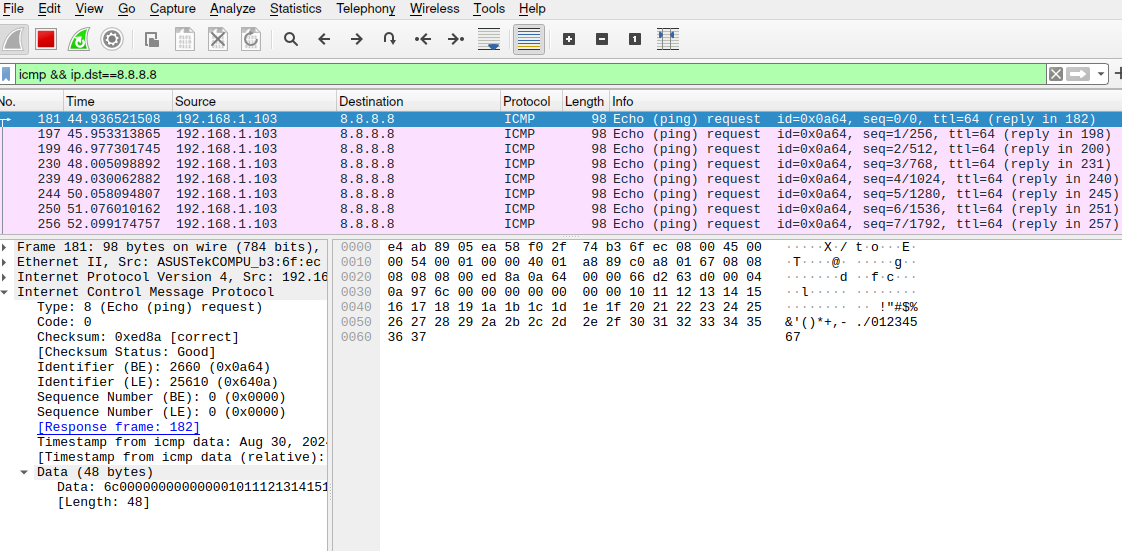 File Edit View Go Capture Analyze Statistics Telephony Wireless Tools Help
icmp && ip.dst==8.8.8.8
No. Time Source Destination Protocol Length Info
181 44.936521508 192.168.1.103 8.8.8.8 ICMP 98 Echo (ping) request id=0x0a64, seq=0/0, ttl=64 (reply in 182)
197 45.953313865 192.168.1.103 8.8.8.8 ICMP 98 Echo (ping) request id=0x0a64, seq=1/256, ttl=64 (reply in 198)
199 46.977301745 192.168.1.103 8.8.8.8 ICMP 98 Echo (ping) request id=0x0a64, seq=2/512, ttl=64 (reply in 200)
230 48.005098892 192.168.1.103 8.8.8.8 ICMP 98 Echo (ping) request id=0x0a64, seq=3/768, ttl=64 (reply in 231)
239 49.030062882 192.168.1.103 8.8.8.8 ICMP 98 Echo (ping) request id=0x0a64, seq=4/1024, ttl=64 (reply in 240)
244 50.058094807 192.168.1.103 8.8.8.8 ICMP 98 Echo (ping) request id=0x0a64, seq=5/1280, ttl=64 (reply in 245)
250 51.076010162 192.168.1.103 8.8.8.8 ICMP 98 Echo (ping) request id=0x0a64, seq=6/1536, ttl=64 (reply in 251)
256 52.099174757 192.168.1.103 8.8.8.8 ICMP 98 Echo (ping) request id=0x0a64, seq=7/1792, ttl=64 (reply in 257)
Frame 181: 98 bytes on wire (784 bits),
Ethernet II, Src: ASUSTekCOMPU_b3:6f:ec
Internet Protocol Version 4, Src: 192.16
Internet Control Message Protocol
Type: 8 (Echo (ping) request)
Code: 0
Checksum: 0xed8a [correct]
[Checksum Status: Good]
Identifier (BE): 2660 (0x0a64)
Identifier (LE): 25610 (0x640a)
Sequence Number (BE): 0 (0x0000)
Sequence Number (LE): 0 (0x0000)
[Response frame: 182]
Timestamp from icmp data: Aug 30, 202
[Timestamp from icmp data (relative):
Data (48 bytes)
Data: 6c000000000000001011121314151
[Length: 48]
0000 e4 ab 89 05 ea 58 f0 2f 74 b3 6f ec 08 00 45 00 ·····X·/ t·o···E·
0010 00 54 00 01 00 00 40 01 a8 89 c0 a8 01 67 08 08 ·T····@· ·····g··
0020 08 08 08 00 ed 8a 0a 64 00 00 66 d2 63 d0 00 04 ·······d ··f·c···
0030 0a 97 6c 00 00 00 00 00 00 00 10 11 12 13 14 15 ··l····· ········
0040 16 17 18 19 1a 1b 1c 1d 1e 1f 20 21 22 23 24 25 ········ ·· !"#$%
0050 26 27 28 29 2a 2b 2c 2d 2e 2f 30 31 32 33 34 35 &'()*+,- ./012345
0060 36 37 67